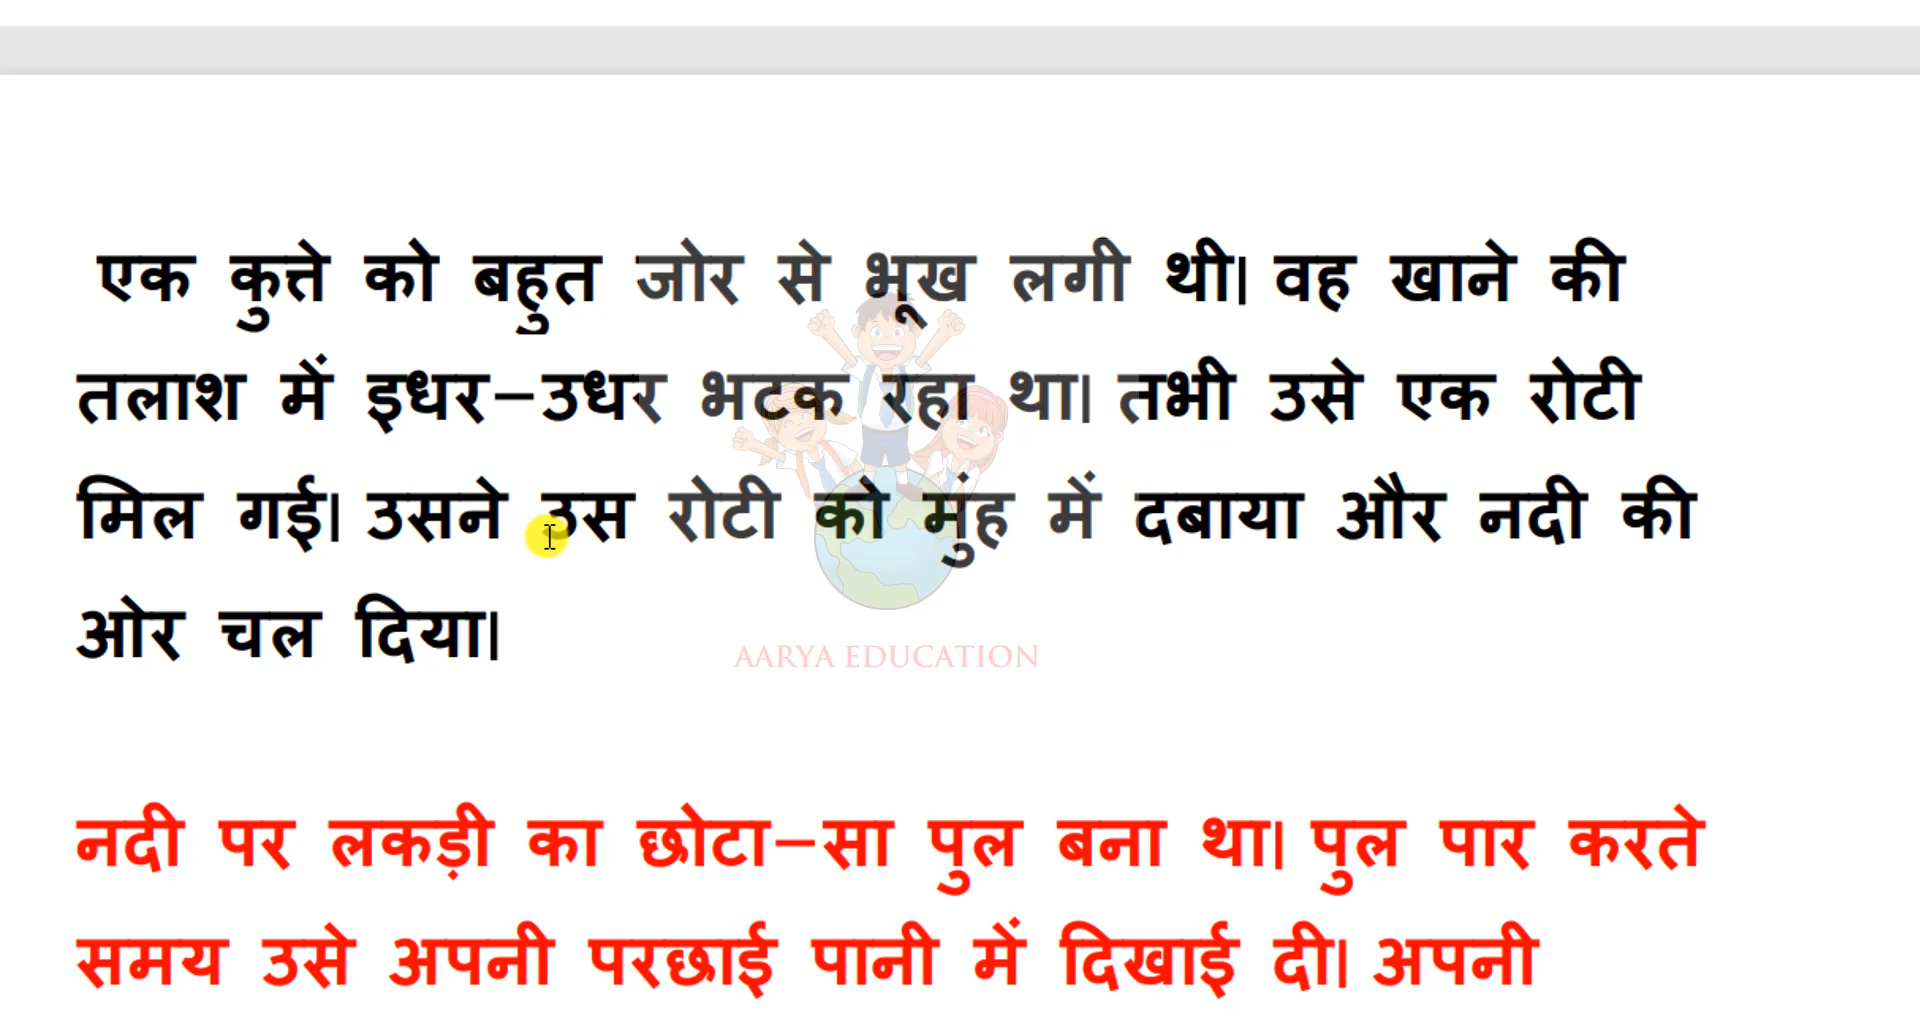 एक कुत्ते को बहुत जोर से भूख लगी थी। वह खाने की
तलाश में इधर-उधर भटक रहा था। तभी उसे एक रोटी
मिल गई। उसने उस रोटी को मुंह में दबाया और नदी की
ओर चल दिया।
AARYA EDUCATION
नदी पर लकड़ी का छोटा-सा पुल बना था। पुल पार करते
समय उसे अपनी परछाई पानी में दिखाई दी। अपनी